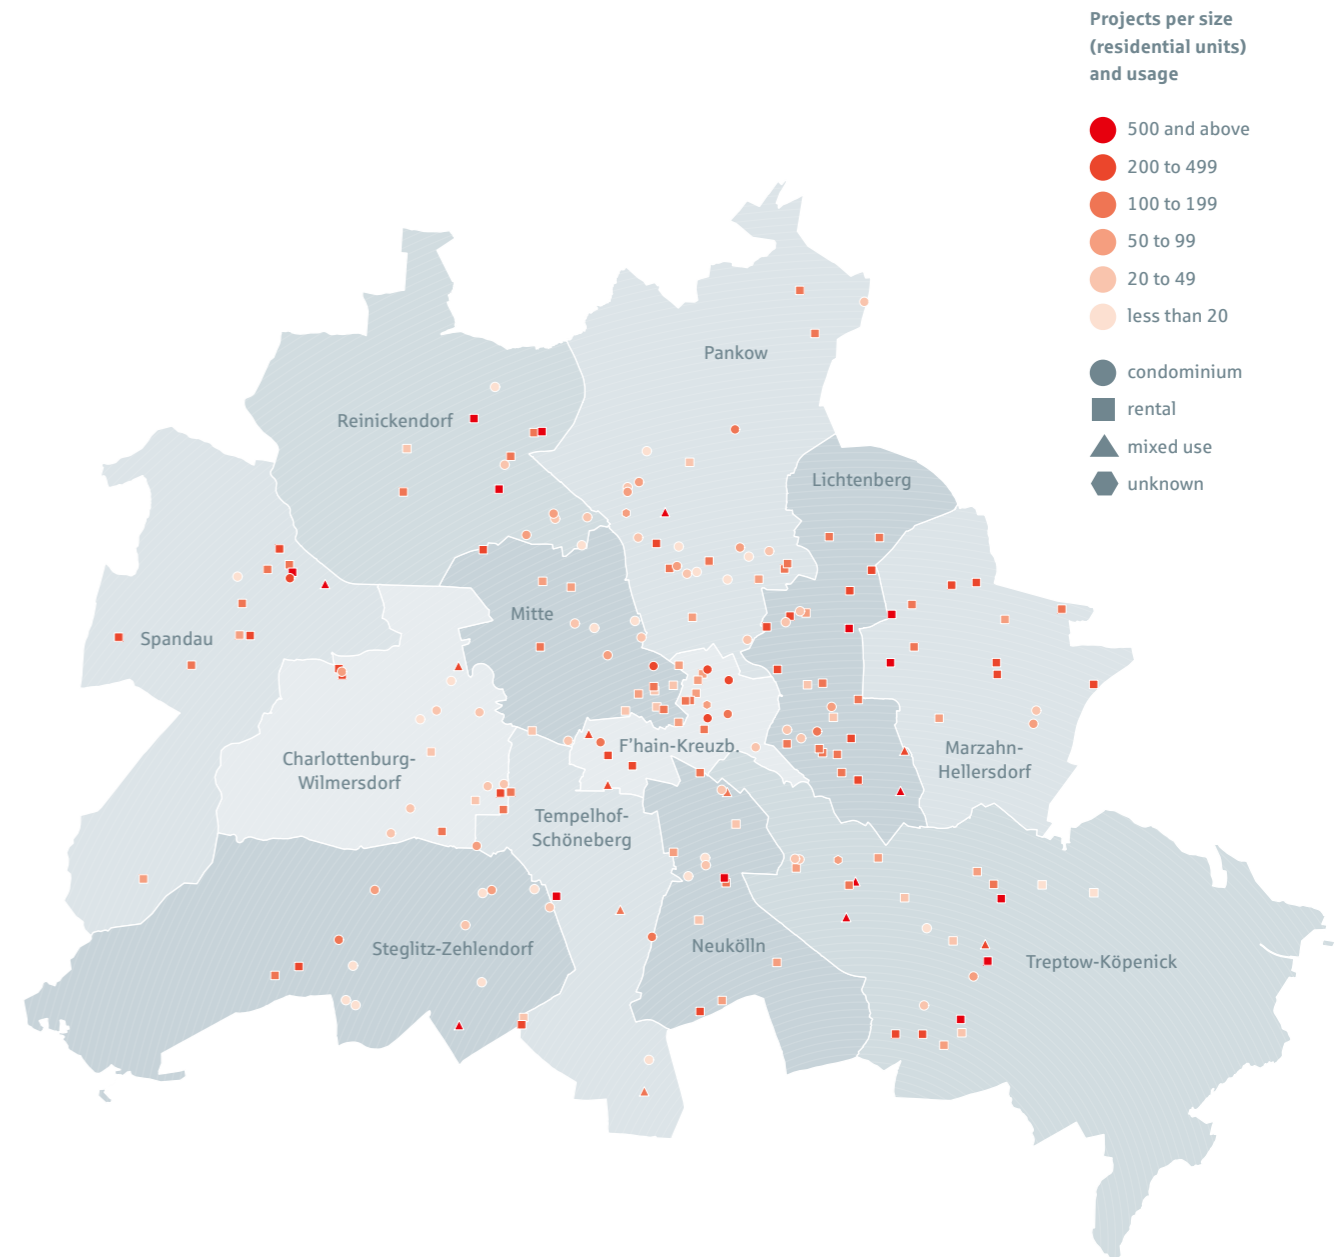 Projects per size
(residential units)
and usage
500 and above
200 to 499
100 to 199
50 to 99
20 to 49
less than 20
condominium
rental
mixed use
unknown
Pankow
Reinickendorf
Lichtenberg
Mitte
Spandau
F'hain-Kreuzb.
Charlottenburg-
Wilmersdorf
Marzahn-
Hellersdorf
Tempelhof-
Schöneberg
Steglitz-Zehlendorf
Neukölln
Treptow-Köpenick